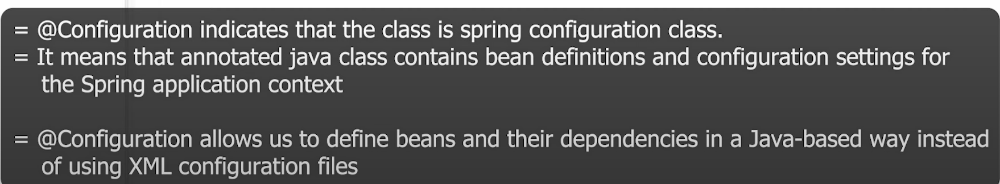 = @Configuration indicates that the class is spring configuration class.
= It means that annotated java class contains bean definitions and configuration settings for
the Spring application context
= @Configuration allows us to define beans and their dependencies in a Java-based way instead
of using XML configuration files